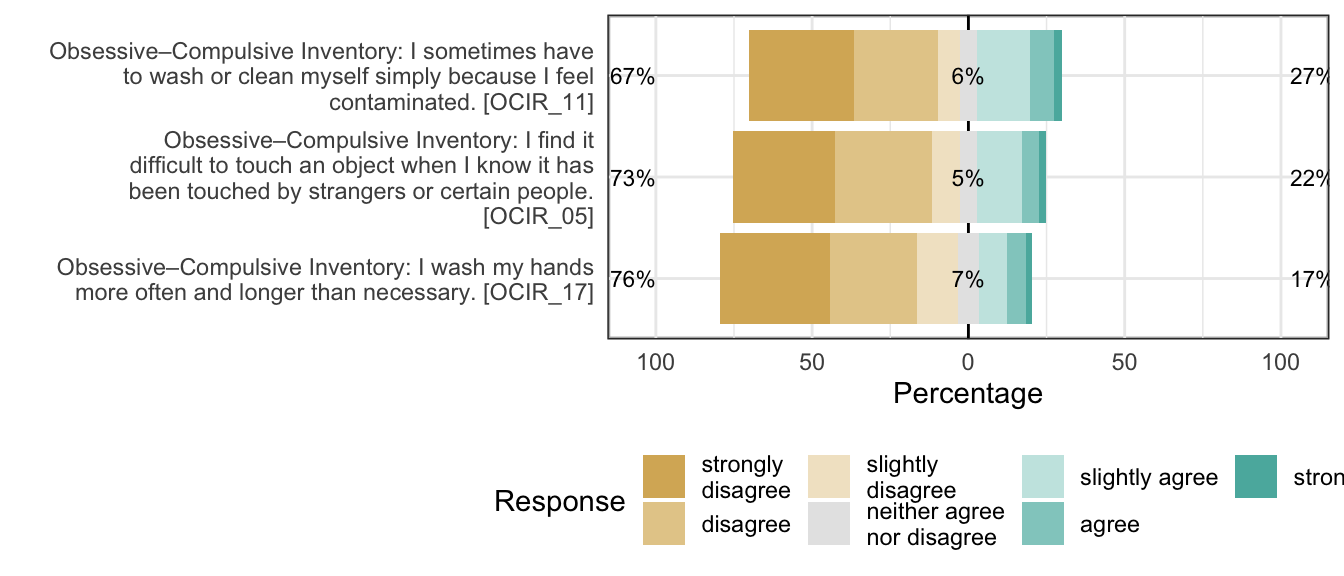 Obsessive–Compulsive Inventory: I sometimes have
to wash or clean myself simply because I feel
contaminated. [OCIR_11]
67%
6%
27%
Obsessive–Compulsive Inventory: I find it
difficult to touch an object when I know it has
been touched by strangers or certain people.
[OCIR_05]
73%
5%
22%
Obsessive–Compulsive Inventory: I wash my hands
more often and longer than necessary. [OCIR_17]
76%
7%
17%
100 50 0 50 100
Percentage
Response
strongly
disagree
disagree
slightly
disagree
neither agree
nor disagree
slightly agree
agree
stron